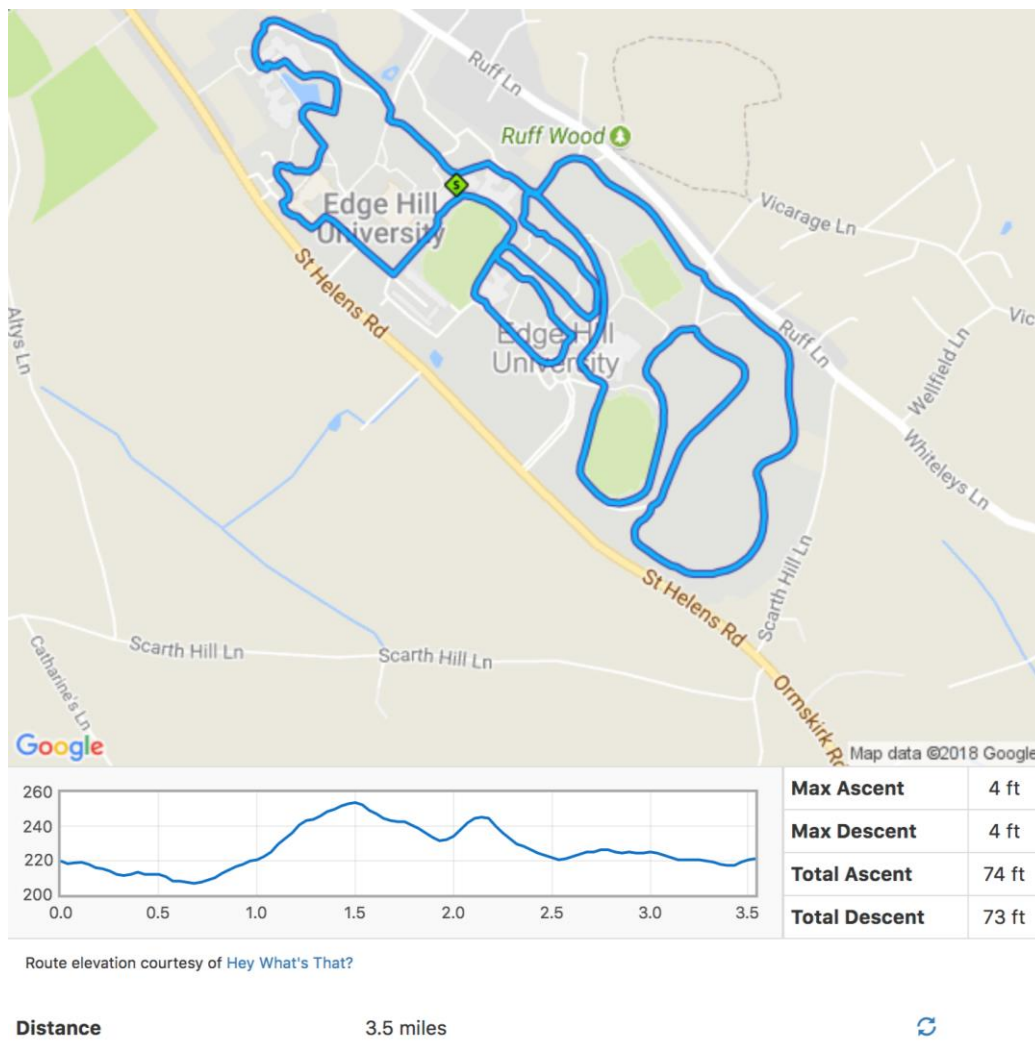 Ruff Ln
Ruff Wood
Vicarage Ln
S
Edge Hill
University
St Helens Rd
Altys Ln
Vic
Edge Hill
University
Ruff Ln
Wellfield Ln
Whiteleys Ln
St Helens Rd
Scarth Hill Ln
Scarth Hill Ln
Scarth Hill Ln
Catharine's Ln
Ormskirk R
Google
Map data ©2018 Google
260
240
220
200
0.0 0.5 1.0 1.5 2.0 2.5 3.0 3.5
Max Ascent 4 ft
Max Descent 4 ft
Total Ascent 74 ft
Total Descent 73 ft
Route elevation courtesy of Hey What's That?
Distance 3.5 miles